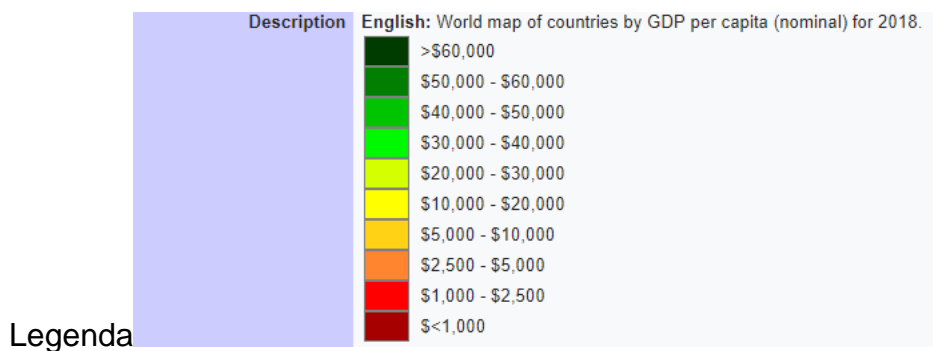 Description English: World map of countries by GDP per capita (nominal) for 2018.
>$60,000
$50,000 - $60,000
$40,000 - $50,000
$30,000 - $40,000
$20,000 - $30,000
$10,000 - $20,000
$5,000 - $10,000
$2,500 - $5,000
$1,000 - $2,500
$<1,000
Legenda